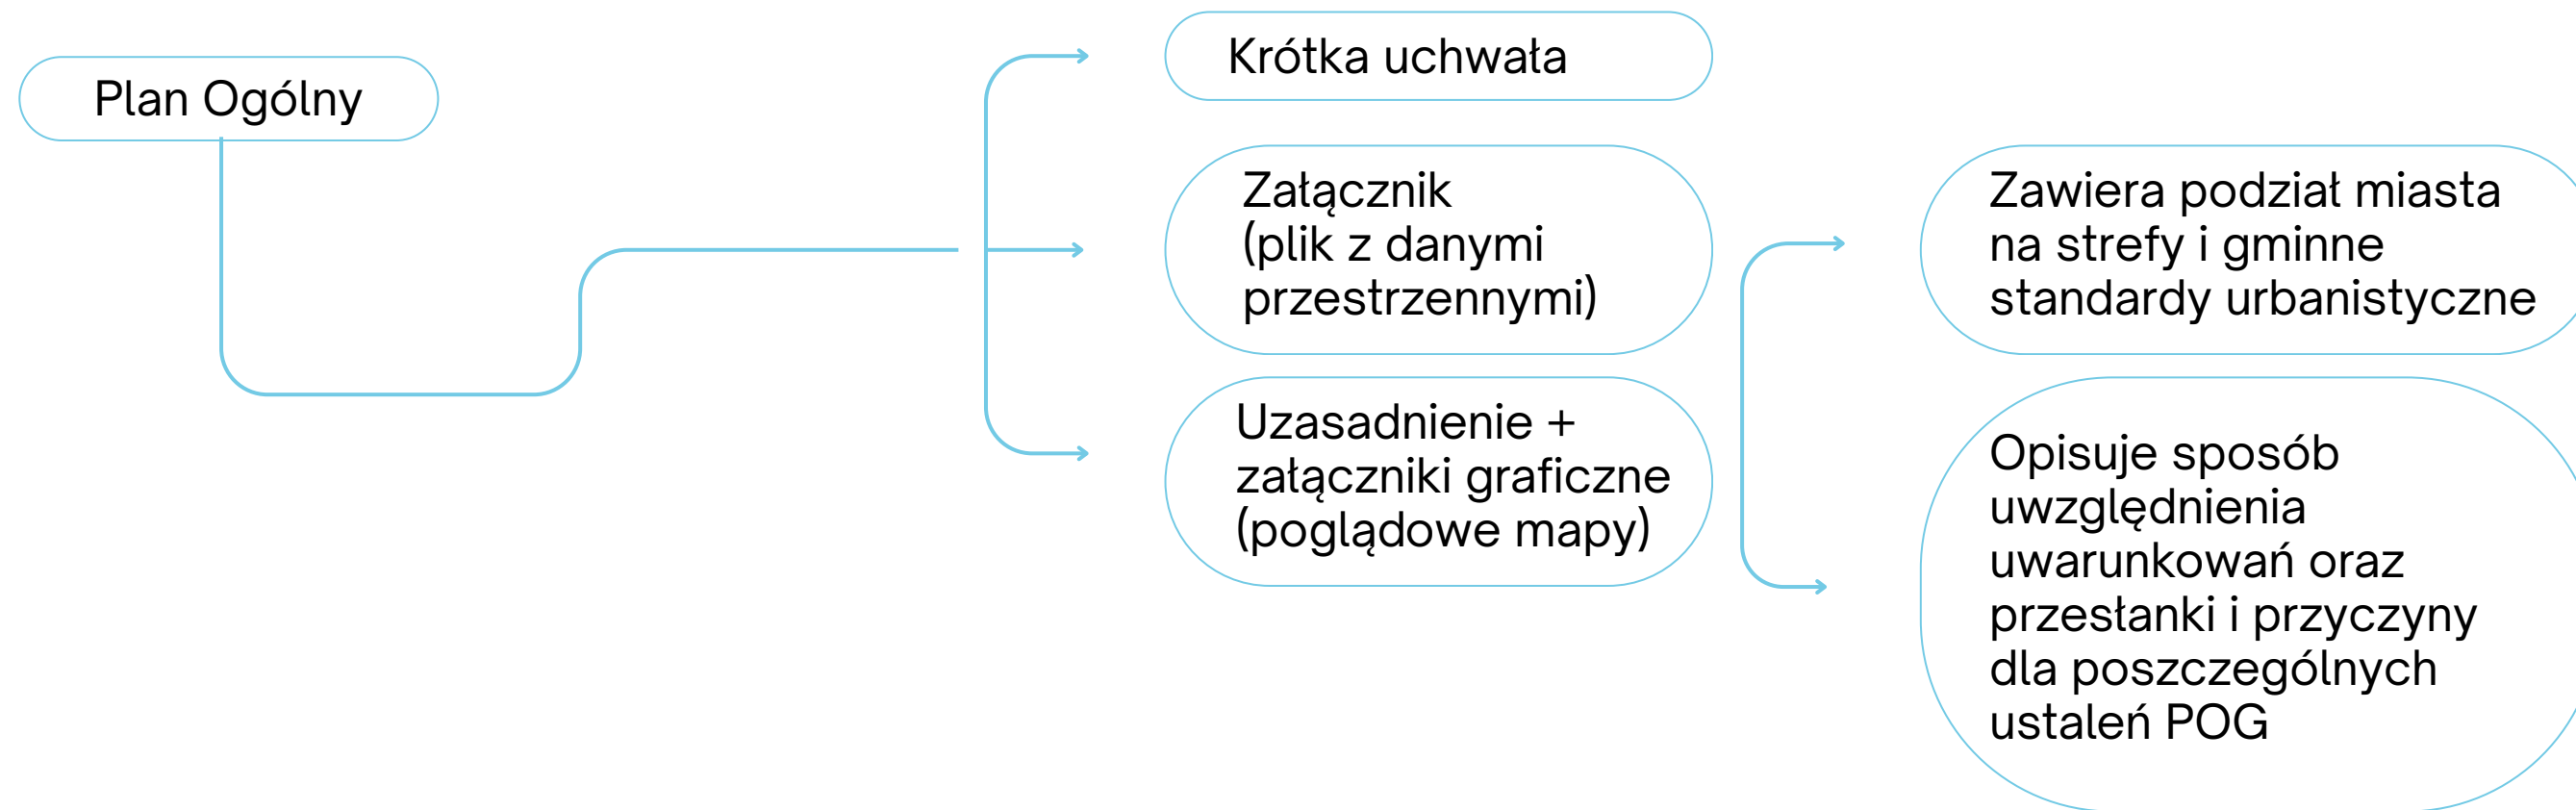 Plan Ogólny
Krótka uchwała
Załącznik
(plik z danymi
przestrzennymi)
Uzasadnienie +
załączniki graficzne
(poglądowe mapy)
Zawiera podział miasta
na strefy i gminne
standardy urbanistyczne
Opisuje sposób
uwzględnienia
uwarunkowań oraz
przesłanki i przyczyny
dla poszczególnych
ustaleń POG